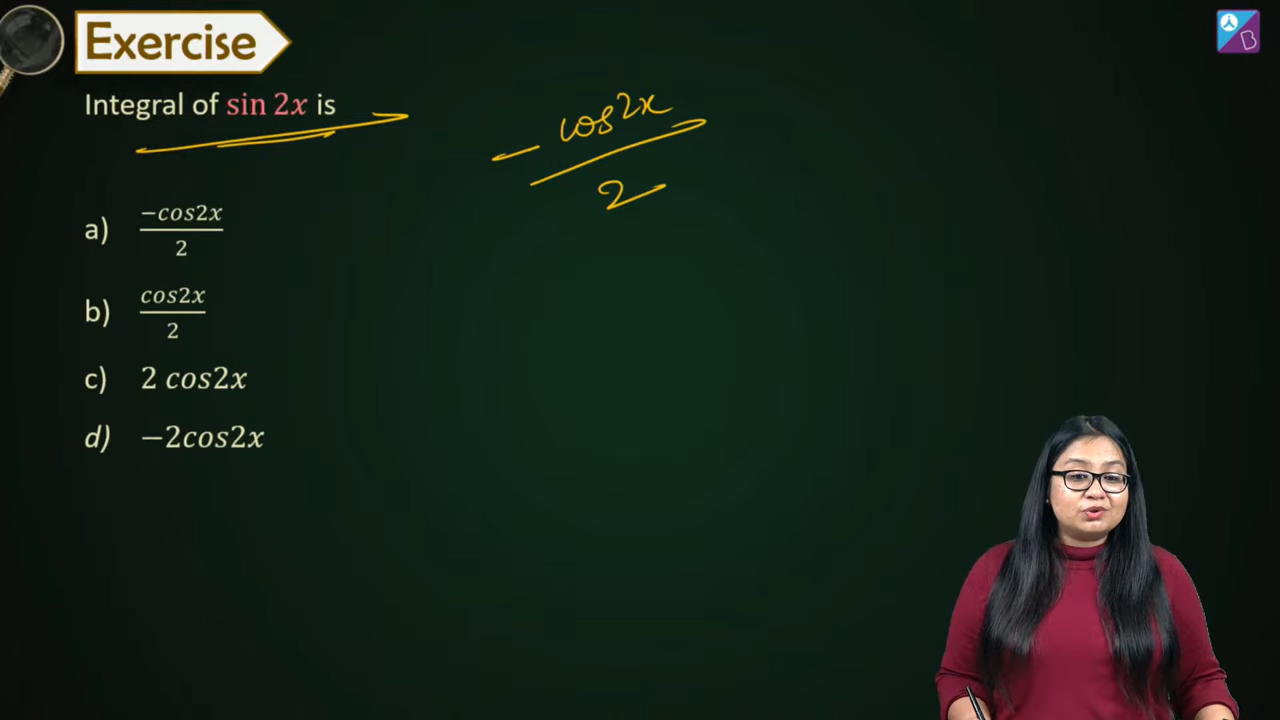 Exercise
Integral of sin 2x is
− cos2x
2
a) −cos2x
2
b) cos2x
2
c) 2 cos2x
d) −2cos2x
B